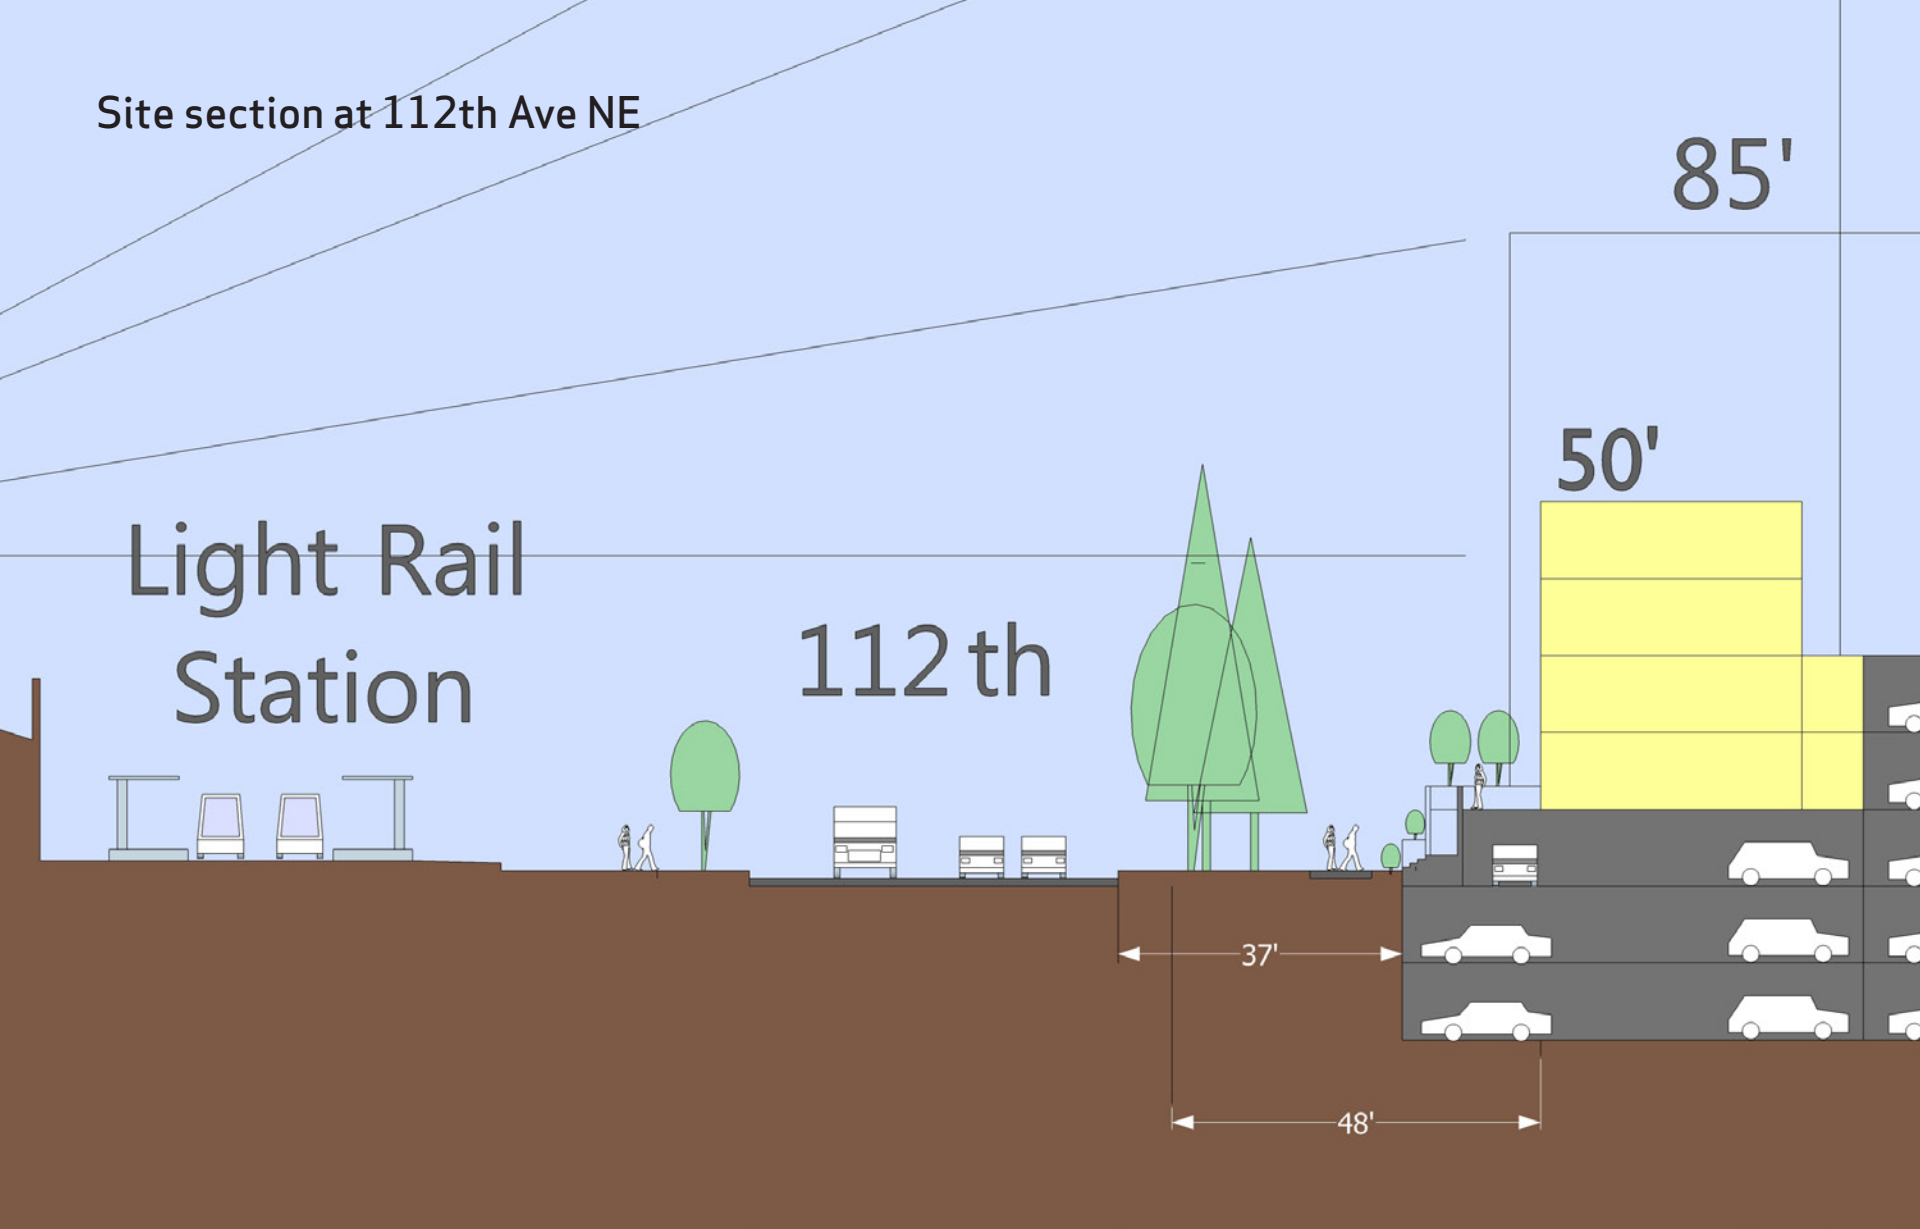 Site section at 112th Ave NE
85'
50'
Light Rail
Station
112th
37'
48'